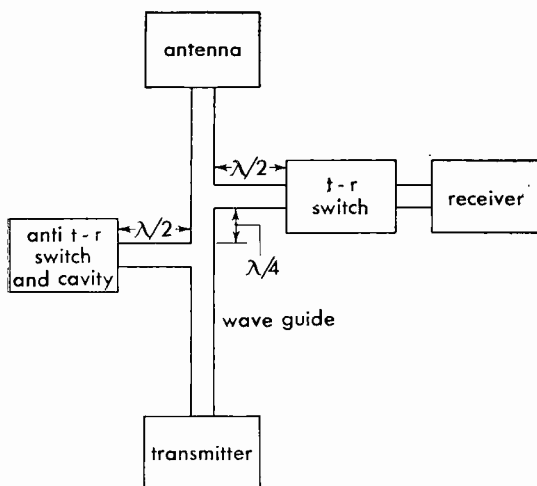 antenna
λ/2
t-r
switch
receiver
anti t-r
switch
and cavity
λ/2
λ/4
wave guide
transmitter